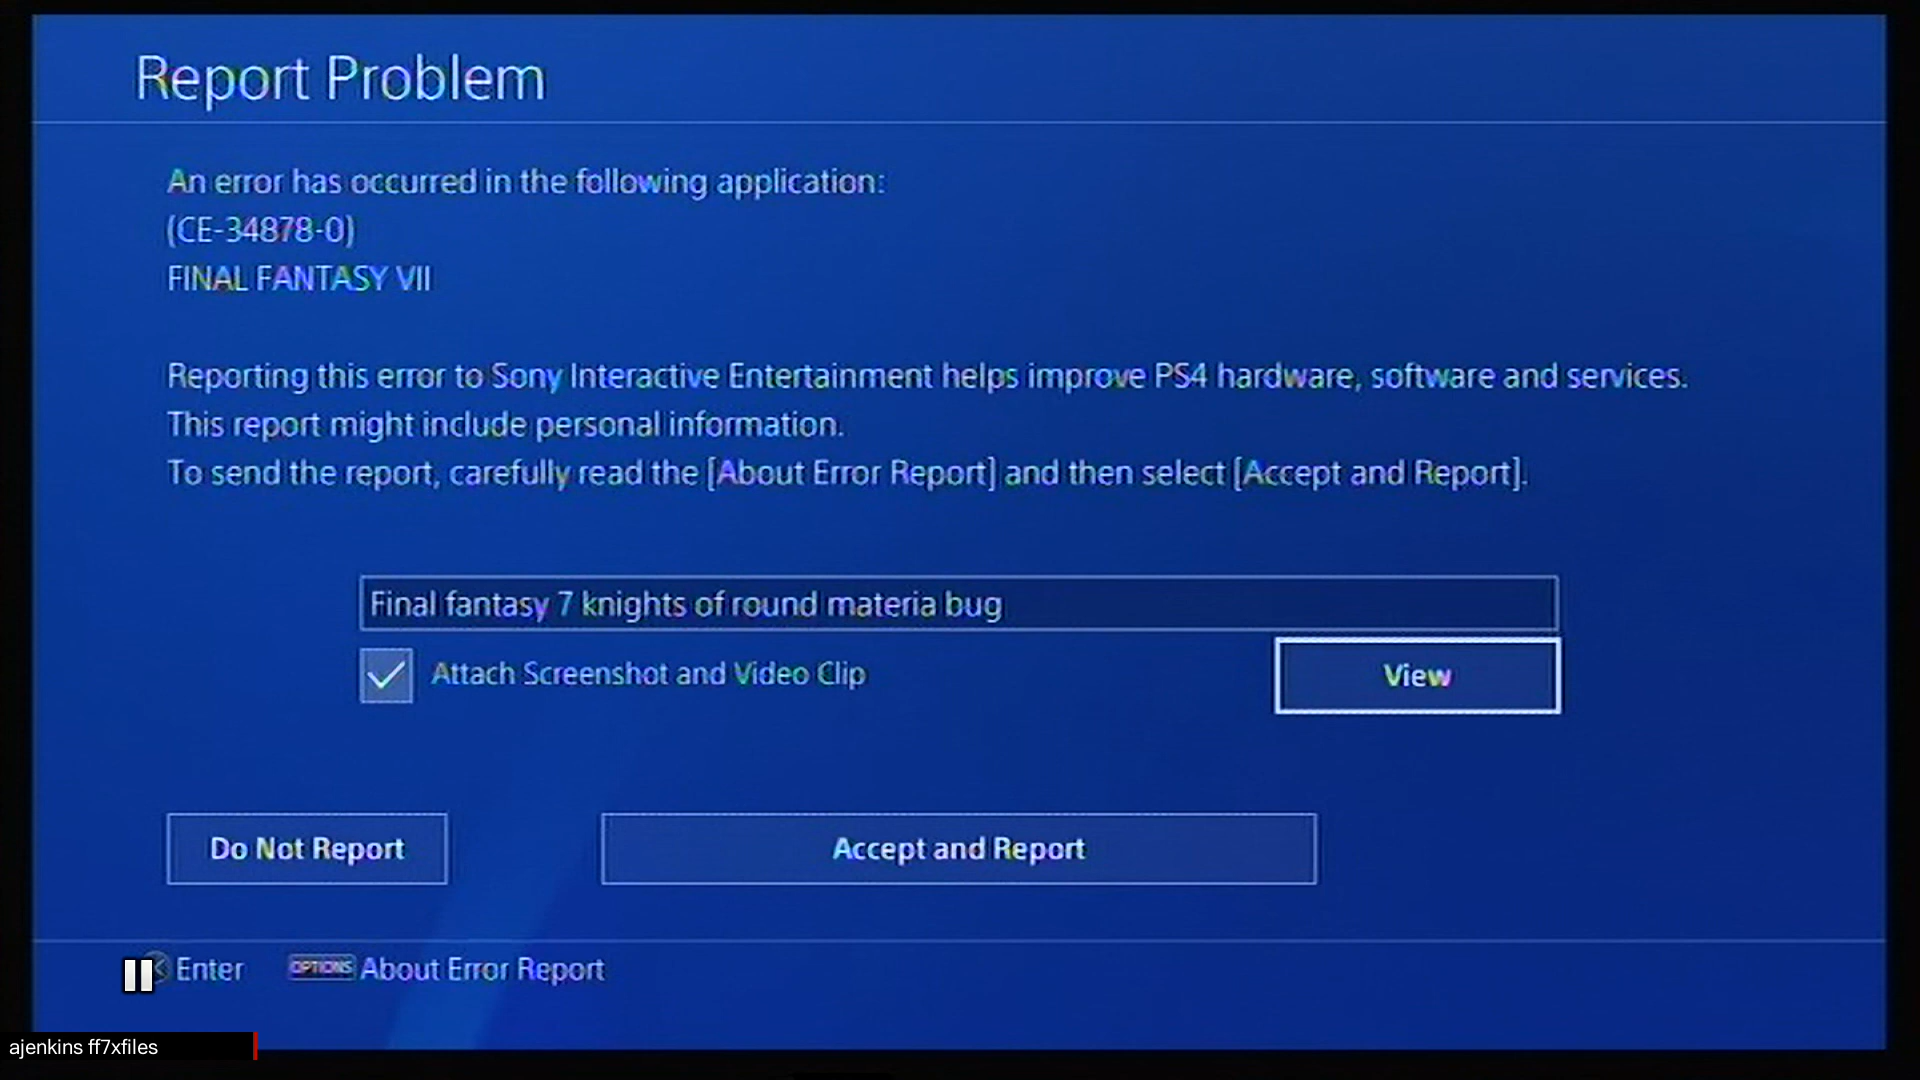 Report Problem
An error has occurred in the following application:
(CE-34878-0)
FINAL FANTASY VII
Reporting this error to Sony Interactive Entertainment helps improve PS4 hardware, software and services.
This report might include personal information.
To send the report, carefully read the [About Error Report] and then select [Accept and Report].
Final fantasy 7 knights of round materia bug
Attach Screenshot and Video Clip
View
Do Not Report
Accept and Report
Enter
OPTIONS About Error Report
ajenkins ff7xfiles